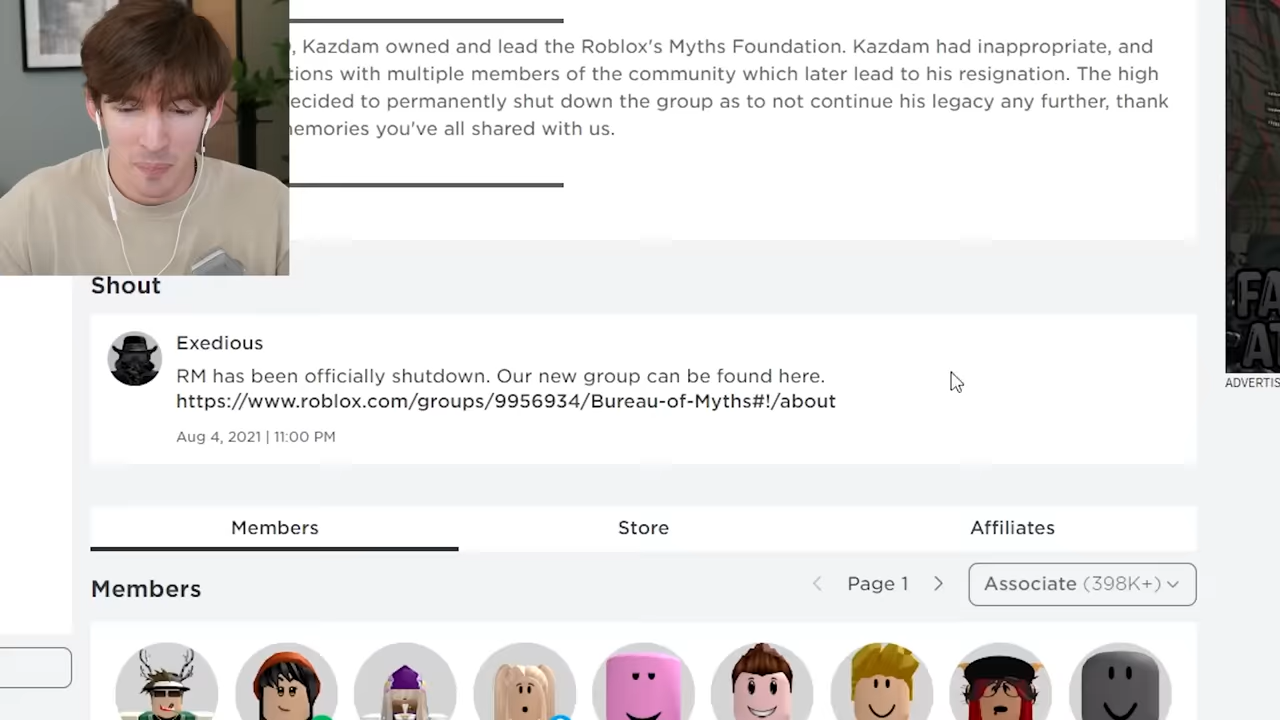 , Kazdam owned and lead the Roblox's Myths Foundation. Kazdam had inappropriate, and
tions with multiple members of the community which later lead to his resignation. The high
ecided to permanently shut down the group as to not continue his legacy any further, thank
emories you've all shared with us.
Shout
Exedious
RM has been officially shutdown. Our new group can be found here.
https://www.roblox.com/groups/9956934/Bureau-of-Myths#!/about
Aug 4, 2021 | 11:00 PM
FA
AT
ADVERTIS
Members
Store
Affiliates
Members
Page 1
Associate (398K+)